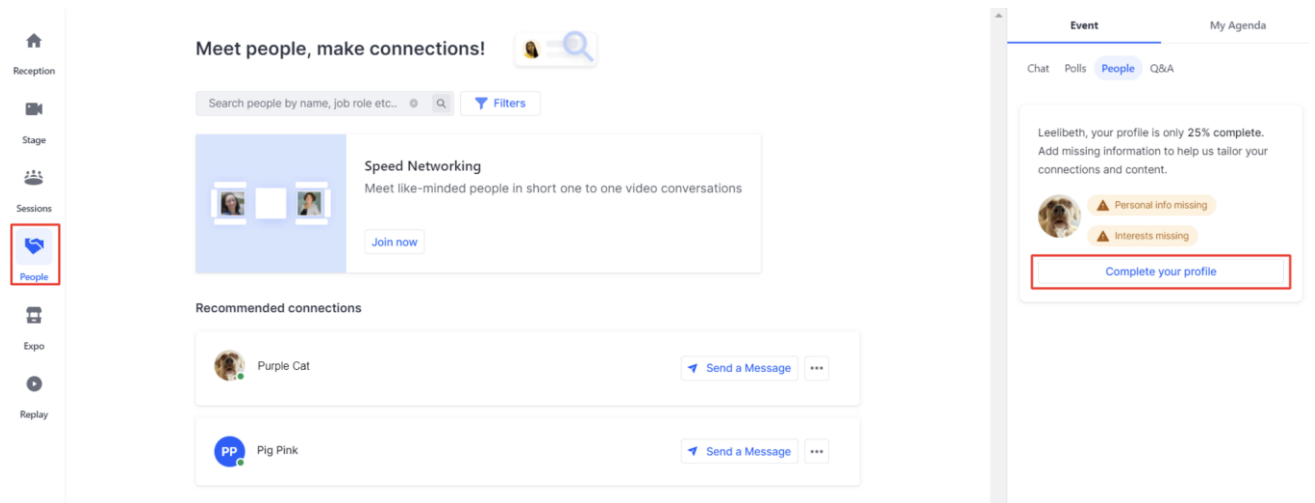 Reception
Stage
Sessions
People
Expo
Replay
Meet people, make connections!
Search people by name, job role etc..
Filters
Speed Networking
Meet like-minded people in short one to one video conversations
Join now
Recommended connections
Purple Cat
Send a Message
PP
Pig Pink
Send a Message
Event
My Agenda
Chat Polls People Q&A
Leelibeth, your profile is only 25% complete.
Add missing information to help us tailor your
connections and content.
Personal info missing
Interests missing
Complete your profile